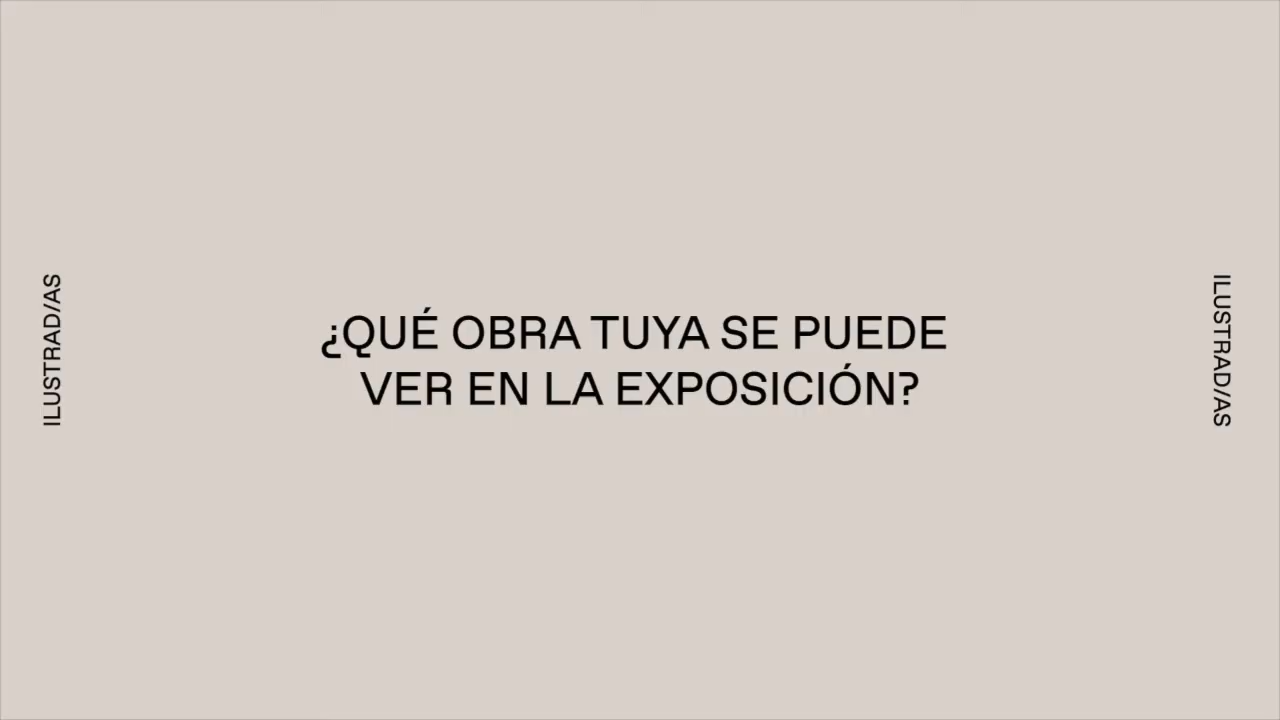 ILUSTRAD/AS
¿QUÉ OBRA TUYA SE PUEDE
VER EN LA EXPOSICIÓN?
ILUSTRAD/AS